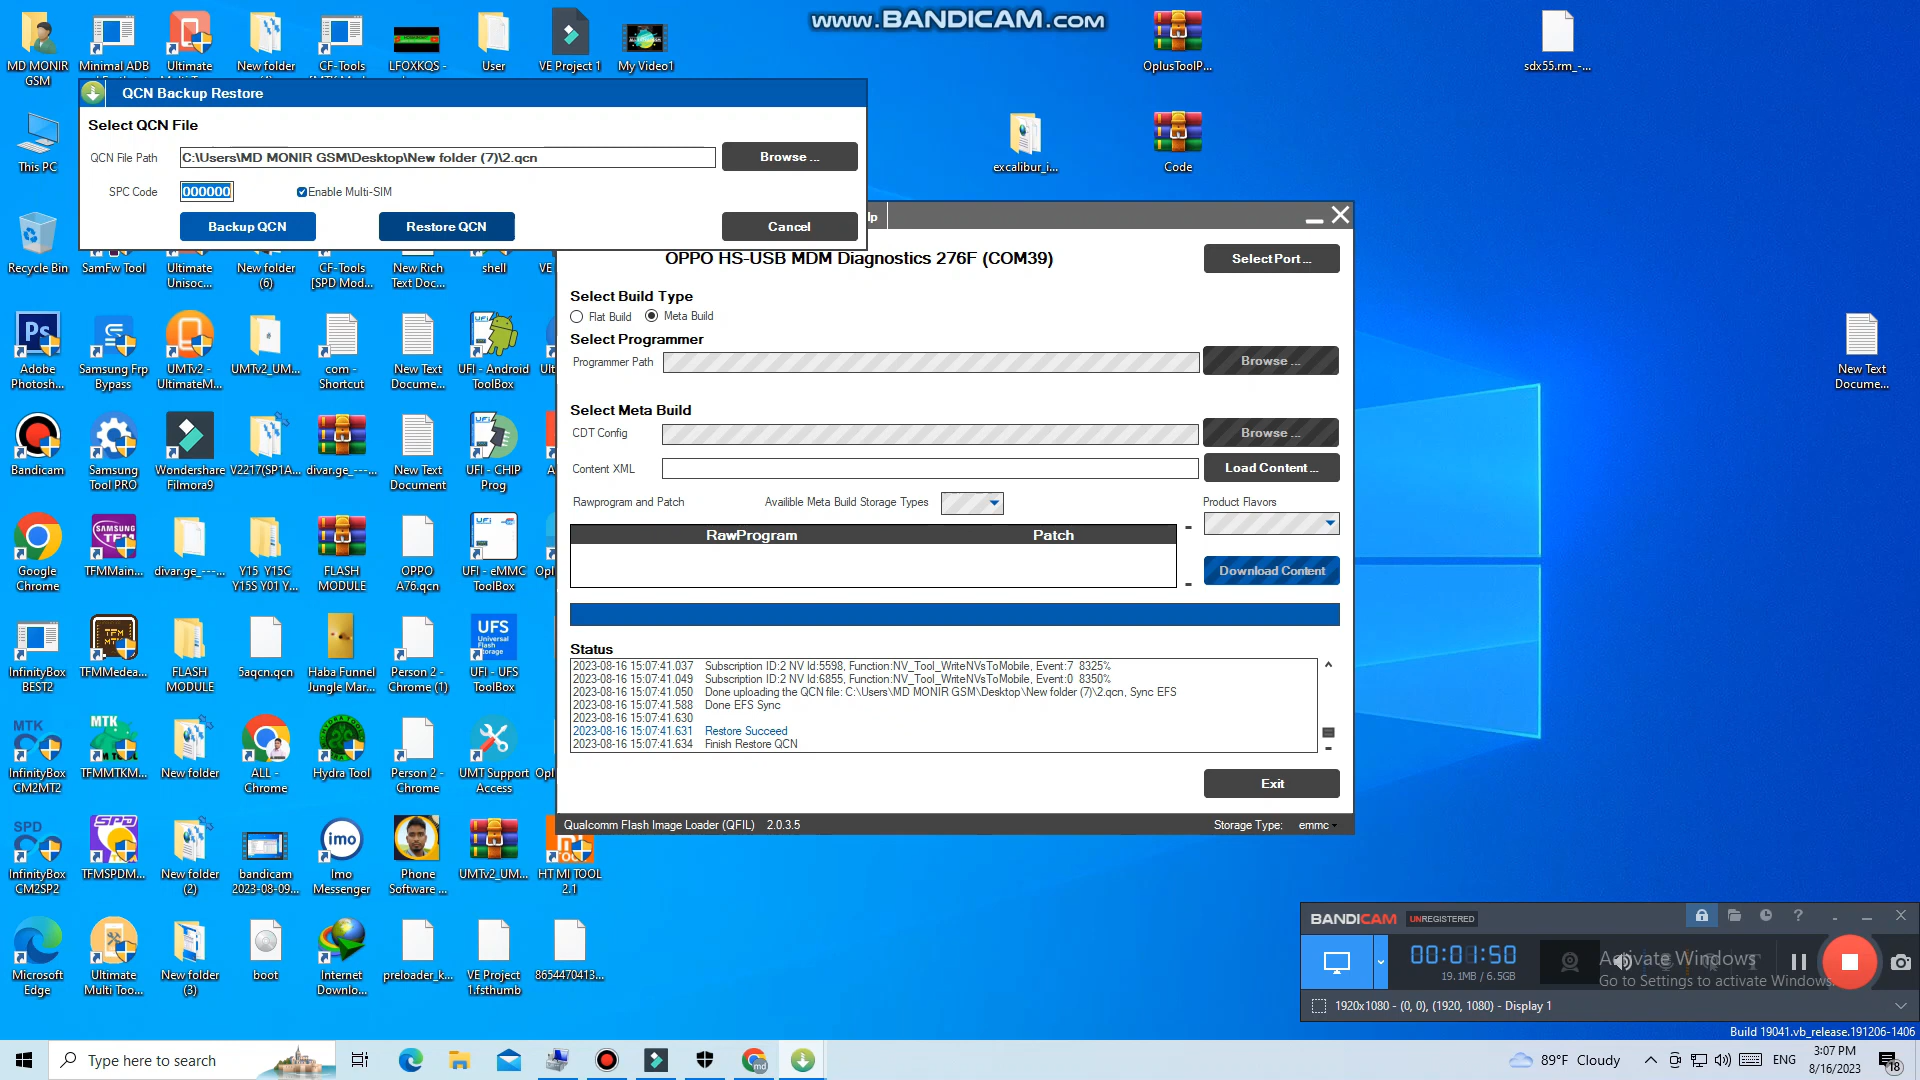 www.BANDICAM.com
MD MONIR GSM
Minimal ADB
Ultimate
New folder
CF-Tools
LFOXKQS -
User
VE Project 1
My Video1
OplusToolP...
sdx55.rm_-...
QCN Backup Restore
Select QCN File
QCN File Path
C:\Users\MD MONIR GSM\Desktop\New folder (7)\2.qcn
Browse ...
SPC Code
000000
Enable Multi-SIM
Backup QCN
Restore QCN
Cancel
This PC
excalibur_i...
Code
Recycle Bin
SamFw Tool
Ultimate Unisoc...
New folder (6)
CF-Tools [SPD Mod...
New Rich Text Doc...
shell
VE
OPPO HS-USB MDM Diagnostics 276F (COM39)
Select Port ...
Select Build Type
Flat Build
Meta Build
Select Programmer
Programmer Path
Browse ...
Select Meta Build
CDT Config
Browse ...
Content XML
Load Content ...
Rawprogram and Patch
Availible Meta Build Storage Types
Product Flavors
RawProgram
Patch
Download Content
Status
2023-08-16 15:07:41.037 Subscription ID:2 NV Id:5598, Function:NV_Tool_WriteNVsToMobile, Event:7 8325%
2023-08-16 15:07:41.049 Subscription ID:2 NV Id:6855, Function:NV_Tool_WriteNVsToMobile, Event:0 8350%
2023-08-16 15:07:41.050 Done uploading the QCN file: C:\Users\MD MONIR GSM\Desktop\New folder (7)\2.qcn, Sync EFS
2023-08-16 15:07:41.588 Done EFS Sync
2023-08-16 15:07:41.630
2023-08-16 15:07:41.631 Restore Succeed
2023-08-16 15:07:41.634 Finish Restore QCN
Exit
Qualcomm Flash Image Loader (QFIL) 2.0.3.5
Storage Type: emmc
Adobe Photosh...
Samsung Frp Bypass
UMTv2 - UltimateM...
UMTv2_UM...
com - Shortcut
New Text Docume...
UFI - Android ToolBox
New Text Docume...
Bandicam
Samsung Tool PRO
Wondershare Filmora9
V2217(SP1A...
divar.ge_---...
New Text Document
UFI - CHIP Prog
Google Chrome
TFMMain...
divar.ge_---...
Y15 Y15C Y15S Y01 Y...
FLASH MODULE
OPPO A76.qcn
UFI - eMMC ToolBox
InfinityBox BEST2
TFMMedea...
FLASH MODULE
5aqcn.qcn
Haba Funnel Jungle Mar...
Person 2 - Chrome (1)
UFI - UFS ToolBox
InfinityBox CM2MT2
TFMMTKM...
New folder
ALL - Chrome
Hydra Tool
Person 2 - Chrome
UMT Support Access
InfinityBox CM2SP2
TFMSPDM...
New folder (2)
bandicam 2023-08-09...
Imo Messenger
Phone Software ...
UMTv2_UM...
HT MI TOOL 2.1
Microsoft Edge
Ultimate Multi Too...
New folder (3)
boot
Internet Downlo...
preloader_k...
VE Project 1.fsthumb
8654470413...
BANDICAM
UNREGISTERED
00:01:50
19.1MB / 6.5GB
Activate Windows
Go to Settings to activate Windows.
1920x1080 - (0, 0), (1920, 1080) - Display 1
Build 19041.vb_release.191206-1406
Type here to search
89°F Cloudy
ENG
3:07 PM
8/16/2023
18